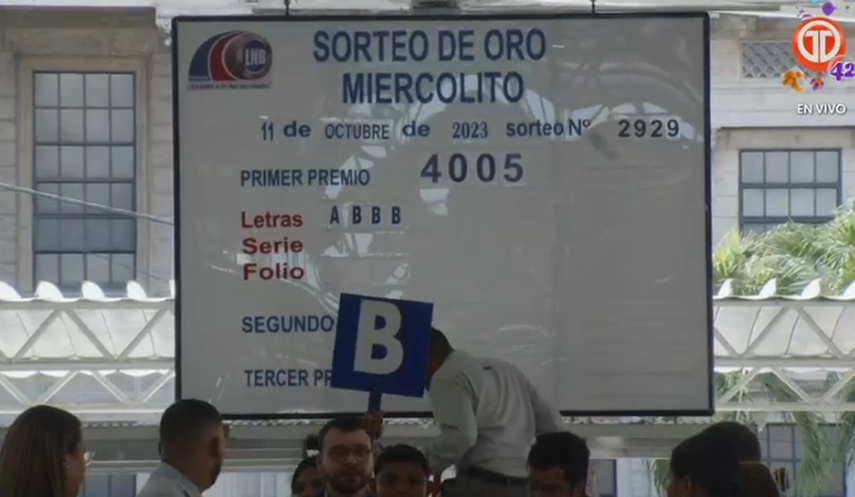 LNB
SORTEO DE ORO
MIERCOLITO
11 de OCTUBRE de 2023 sorteo Nº 2929
PRIMER PREMIO 4005
Letras A B B B
Serie
Folio
SEGUNDO
TERCER PR
B
42
EN VIVO